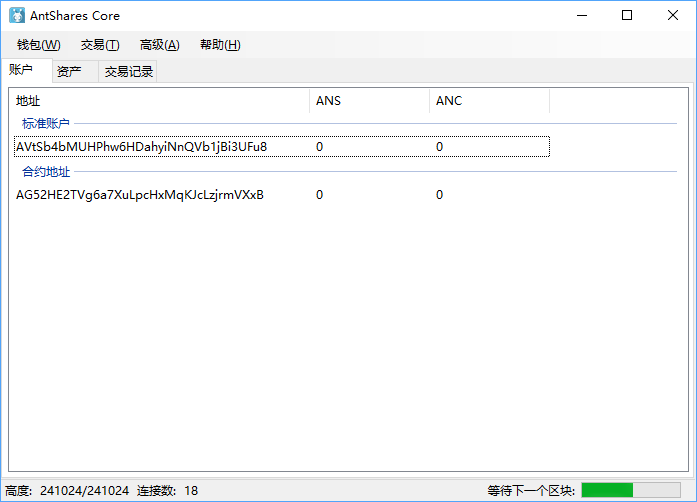 AntShares Core
钱包(W) 交易(T) 高级(A) 帮助(H)
账户 资产 交易记录
地址 ANS ANC
标准账户
AVtSb4bMUHPhw6HDahyiNnQVb1jBi3UFu8 0 0
合约地址
AG52HE2TVg6a7XuLpcHxMqKJcLzjrmVXxB 0 0
高度: 241024/241024 连接数: 18 等待下一个区块: